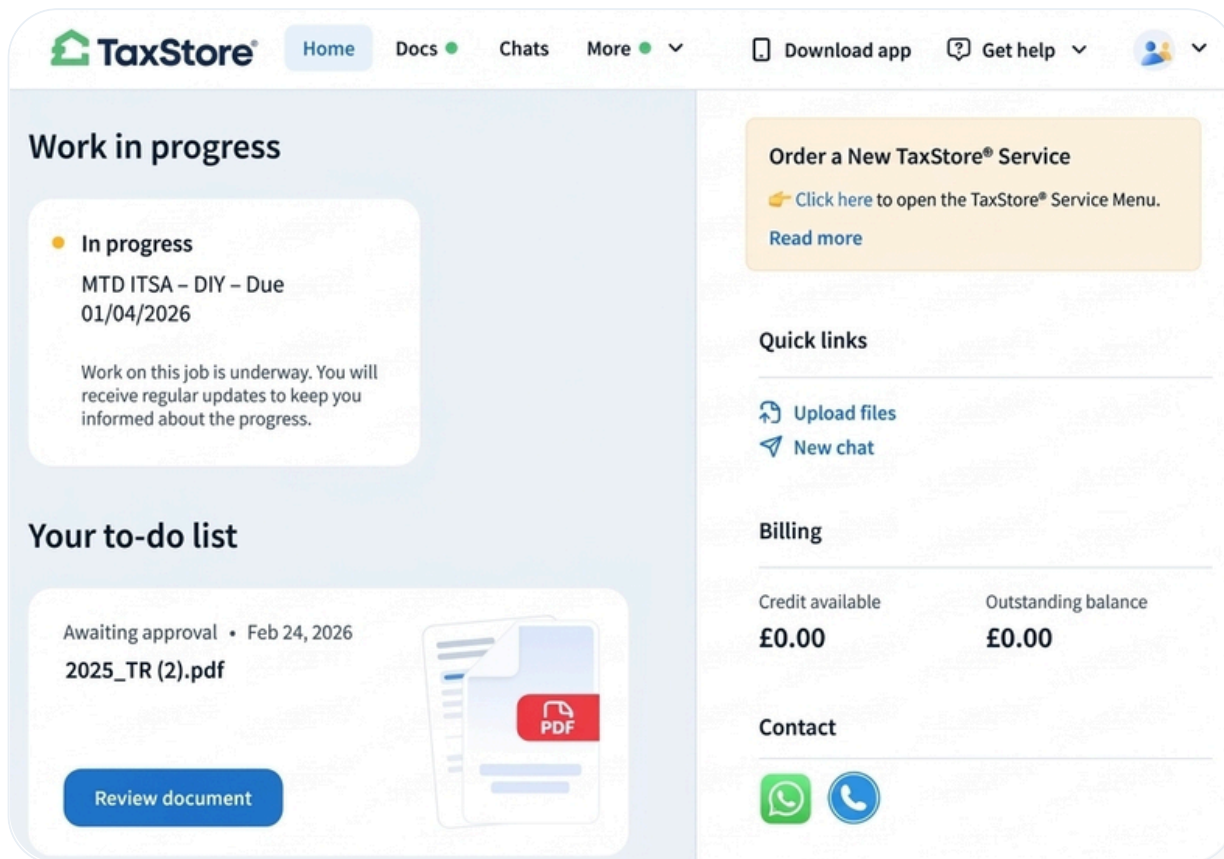 TaxStore®
Home
Docs
Chats
More
Download app
Get help
Work in progress
In progress
MTD ITSA – DIY – Due
01/04/2026
Work on this job is underway. You will
receive regular updates to keep you
informed about the progress.
Your to-do list
Awaiting approval • Feb 24, 2026
2025_TR (2).pdf
PDF
Review document
Order a New TaxStore® Service
👉 Click here to open the TaxStore® Service Menu.
Read more
Quick links
Upload files
New chat
Billing
Credit available
£0.00
Outstanding balance
£0.00
Contact